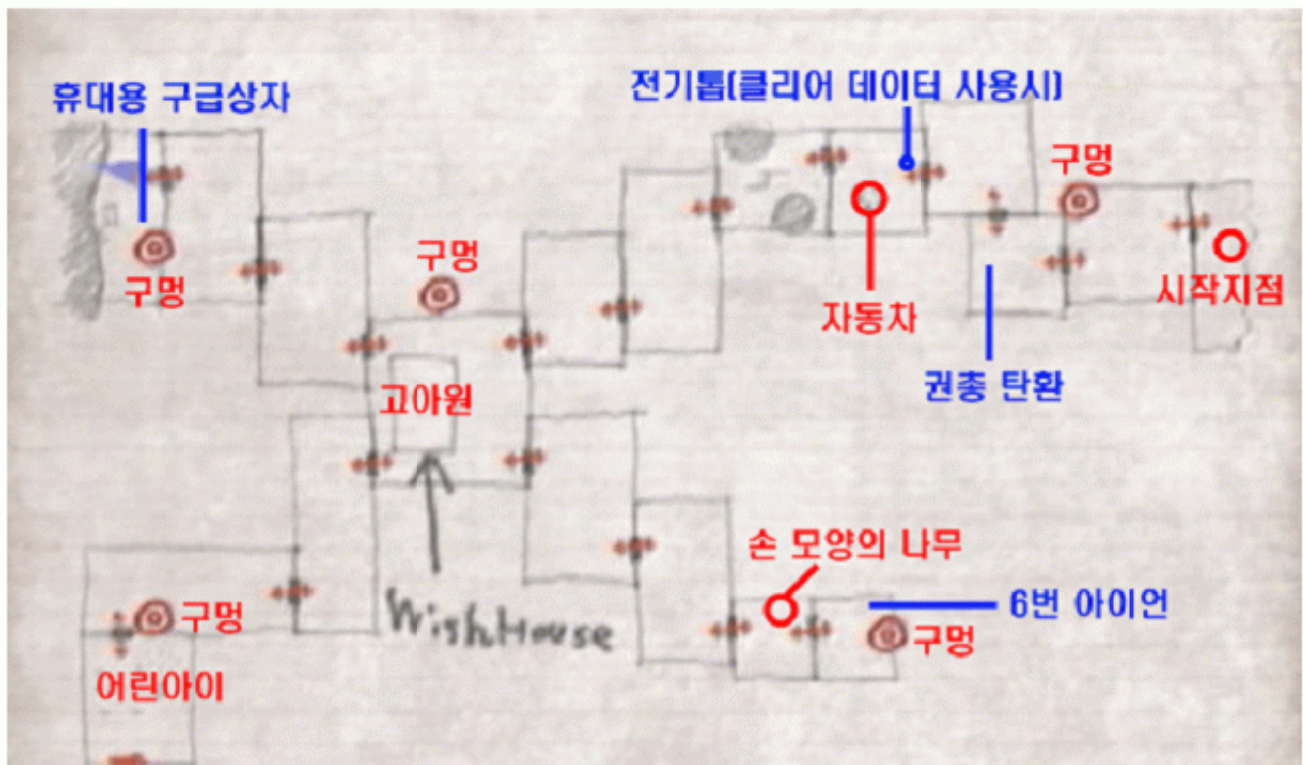 휴대용 구급상자
전기톱(클리어 데이터 사용시)
구멍
구멍
구멍
시작지점
자동차
권총 탄환
고아원
손 모양의 나무
WishHouse
6번 아이언
구멍
구멍
어린아이